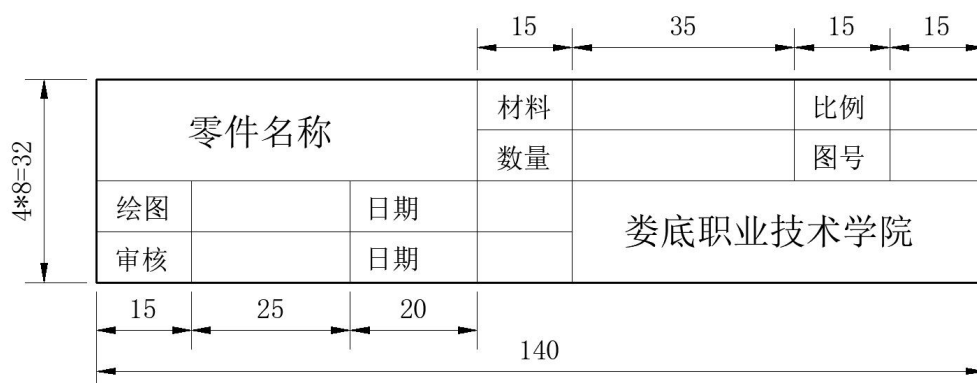 15 35 15 15
材料 比例
零件名称
数量 图号
4*8=32
绘图 日期
娄底职业技术学院
审核 日期
15 25 20
140